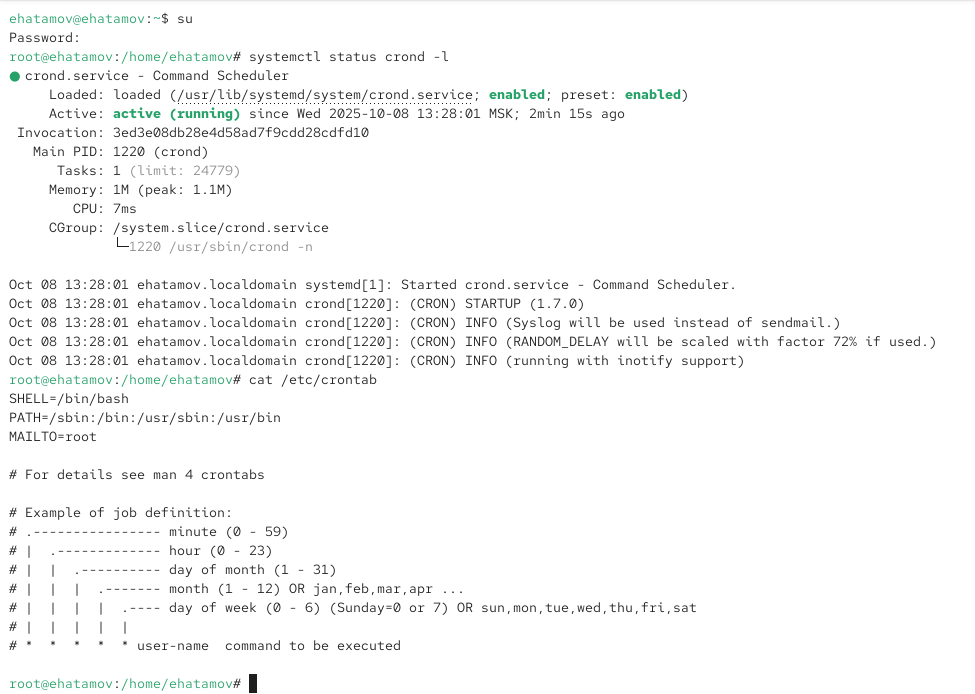 ehatamov@ehatamov:~$ su
Password:
root@ehatamov:/home/ehatamov# systemctl status crond -l
● crond.service - Command Scheduler
     Loaded: loaded (/usr/lib/systemd/system/crond.service; enabled; preset: enabled)
     Active: active (running) since Wed 2025-10-08 13:28:01 MSK; 2min 15s ago
 Invocation: 3ed3e08db28e4d58ad7f9cdd28cdfd10
   Main PID: 1220 (crond)
      Tasks: 1 (limit: 24779)
     Memory: 1M (peak: 1.1M)
        CPU: 7ms
     CGroup: /system.slice/crond.service
             └─1220 /usr/sbin/crond -n

Oct 08 13:28:01 ehatamov.localdomain systemd[1]: Started crond.service - Command Scheduler.
Oct 08 13:28:01 ehatamov.localdomain crond[1220]: (CRON) STARTUP (1.7.0)
Oct 08 13:28:01 ehatamov.localdomain crond[1220]: (CRON) INFO (Syslog will be used instead of sendmail.)
Oct 08 13:28:01 ehatamov.localdomain crond[1220]: (CRON) INFO (RANDOM_DELAY will be scaled with factor 72% if used.)
Oct 08 13:28:01 ehatamov.localdomain crond[1220]: (CRON) INFO (running with inotify support)
root@ehatamov:/home/ehatamov# cat /etc/crontab
SHELL=/bin/bash
PATH=/sbin:/bin:/usr/sbin:/usr/bin
MAILTO=root

# For details see man 4 crontabs

# Example of job definition:
# .---------------- minute (0 - 59)
# |  .------------- hour (0 - 23)
# |  |  .---------- day of month (1 - 31)
# |  |  |  .------- month (1 - 12) OR jan,feb,mar,apr ...
# |  |  |  |  .---- day of week (0 - 6) (Sunday=0 or 7) OR sun,mon,tue,wed,thu,fri,sat
# |  |  |  |  |
# *  *  *  *  * user-name  command to be executed

root@ehatamov:/home/ehatamov#